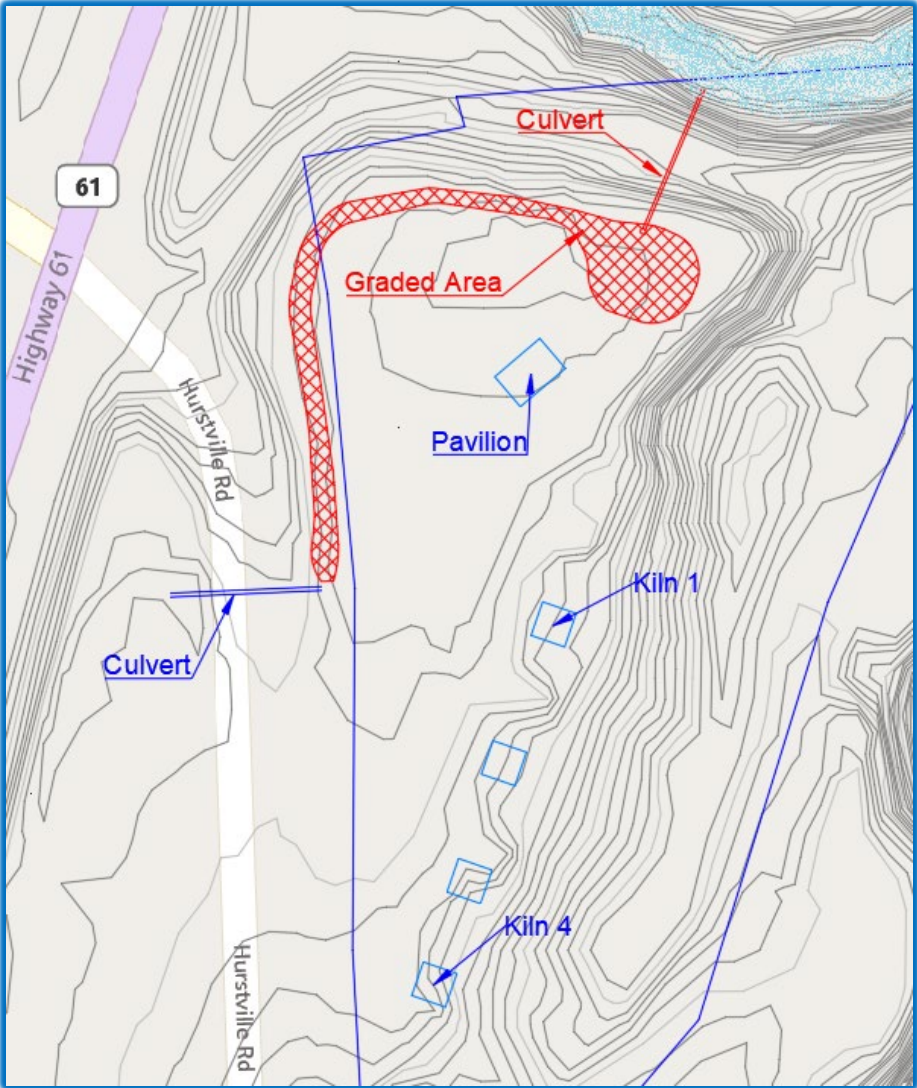 Culvert
61
Highway 61
Graded Area
Hurstville Rd
Pavilion
Kiln 1
Culvert
Kiln 4
Hurstville Rd